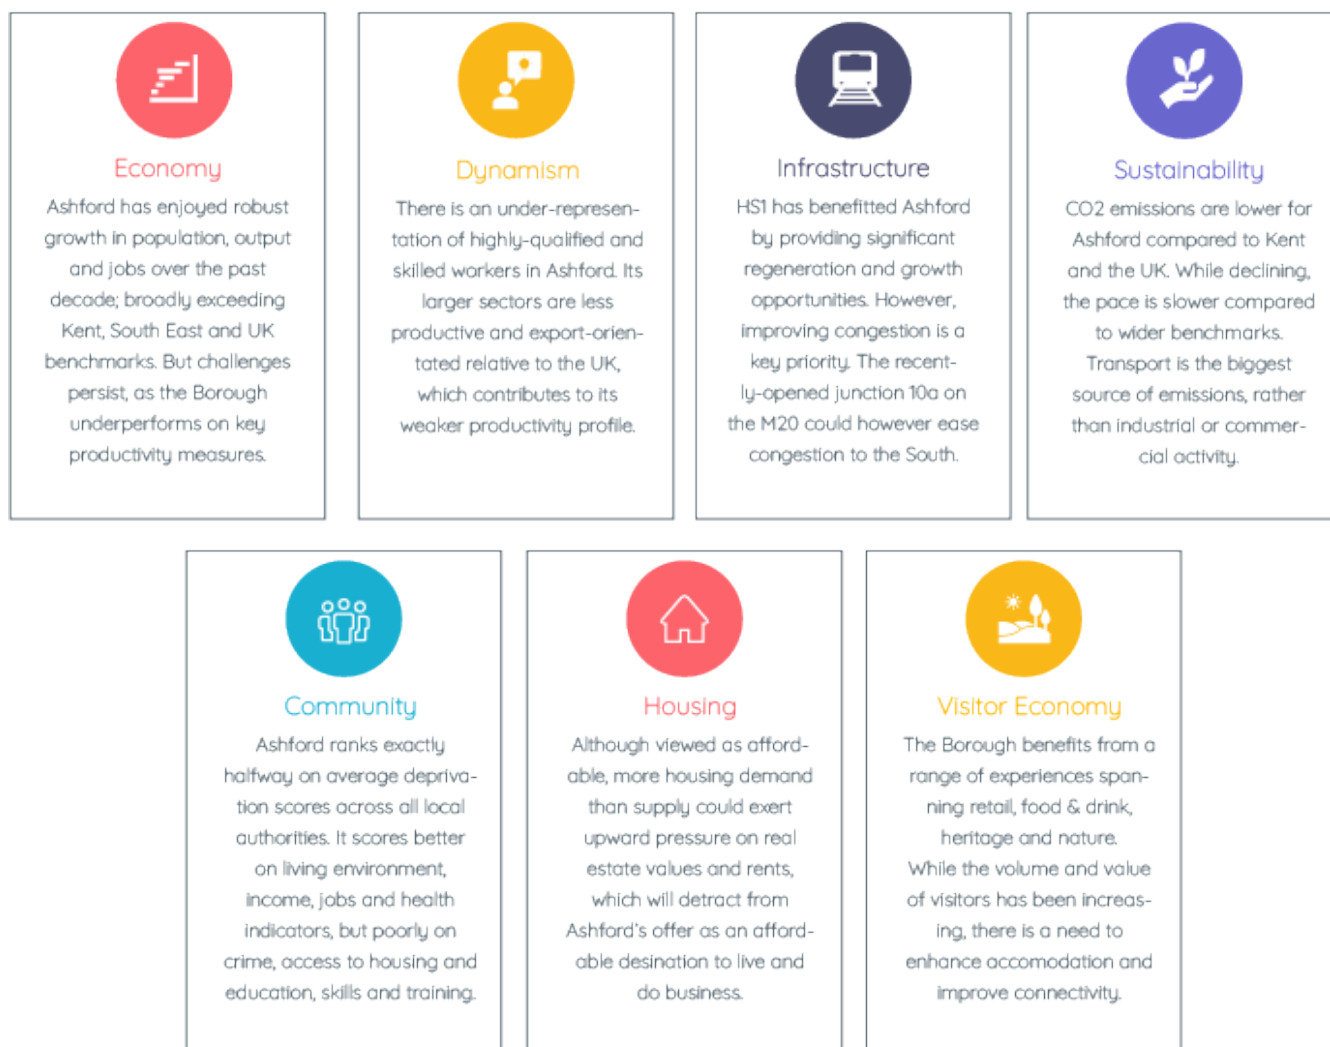 Economy
Ashford has enjoyed robust
growth in population, output
and jobs over the past
decade; broadly exceeding
Kent, South East and UK
benchmarks. But challenges
persist, as the Borough
underperforms on key
productivity measures.
Dynamism
There is an under-represen-
tation of highly-qualified and
skilled workers in Ashford. Its
larger sectors are less
productive and export-orien-
tated relative to the UK,
which contributes to its
weaker productivity profile.
Infrastructure
HS1 has benefitted Ashford
by providing significant
regeneration and growth
opportunities. However,
improving congestion is a
key priority. The recent-
ly-opened junction 10a on
the M20 could however ease
congestion to the South.
Sustainability
CO2 emissions are lower for
Ashford compared to Kent
and the UK. While declining,
the pace is slower compared
to wider benchmarks.
Transport is the biggest
source of emissions, rather
than industrial or commer-
cial activity.
Community
Ashford ranks exactly
halfway on average depriva-
tion scores across all local
authorities. It scores better
on living environment,
income, jobs and health
indicators, but poorly on
crime, access to housing and
education, skills and training.
Housing
Although viewed as afford-
able, more housing demand
than supply could exert
upward pressure on real
estate values and rents,
which will detract from
Ashford's offer as an afford-
able desination to live and
do business.
Visitor Economy
The Borough benefits from a
range of experiences span-
ning retail, food & drink,
heritage and nature.
While the volume and value
of visitors has been increas-
ing, there is a need to
enhance accomodation and
improve connectivity.